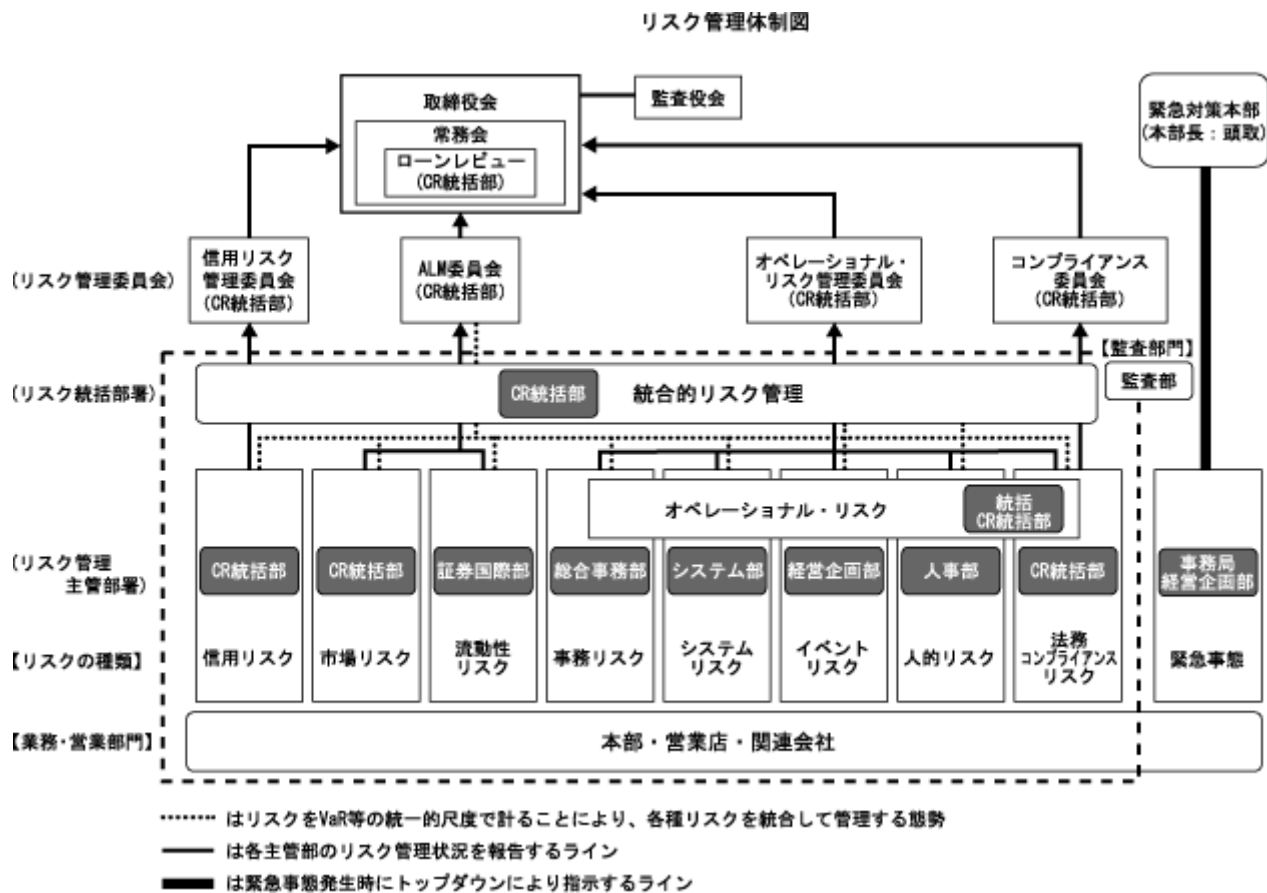 リスク管理体制図
取締役会
監査役会
常務会
ローンレビュー
(CR統括部)
緊急対策本部
(本部長：頭取)
(リスク管理委員会)
信用リスク
管理委員会
(CR統括部)
ALM委員会
(CR統括部)
オペレーショナル・
リスク管理委員会
(CR統括部)
コンプライアンス
委員会
(CR統括部)
【監査部門】
監査部
(リスク統括部署)
CR統括部
統合的リスク管理
オペレーショナル・リスク
統括
CR統括部
(リスク管理
主管部署)
CR統括部
CR統括部
証券国際部
総合事務部
システム部
経営企画部
人事部
CR統括部
事務局
経営企画部
【リスクの種類】
信用リスク
市場リスク
流動性
リスク
事務リスク
システム
リスク
イベント
リスク
人的リスク
法務
コンプライアンス
リスク
緊急事態
【業務・営業部門】
本部・営業店・関連会社
はリスクをVaR等の統一的尺度で計ることにより、各種リスクを統合して管理する態勢
は各主管部のリスク管理状況を報告するライン
は緊急事態発生時にトップダウンにより指示するライン